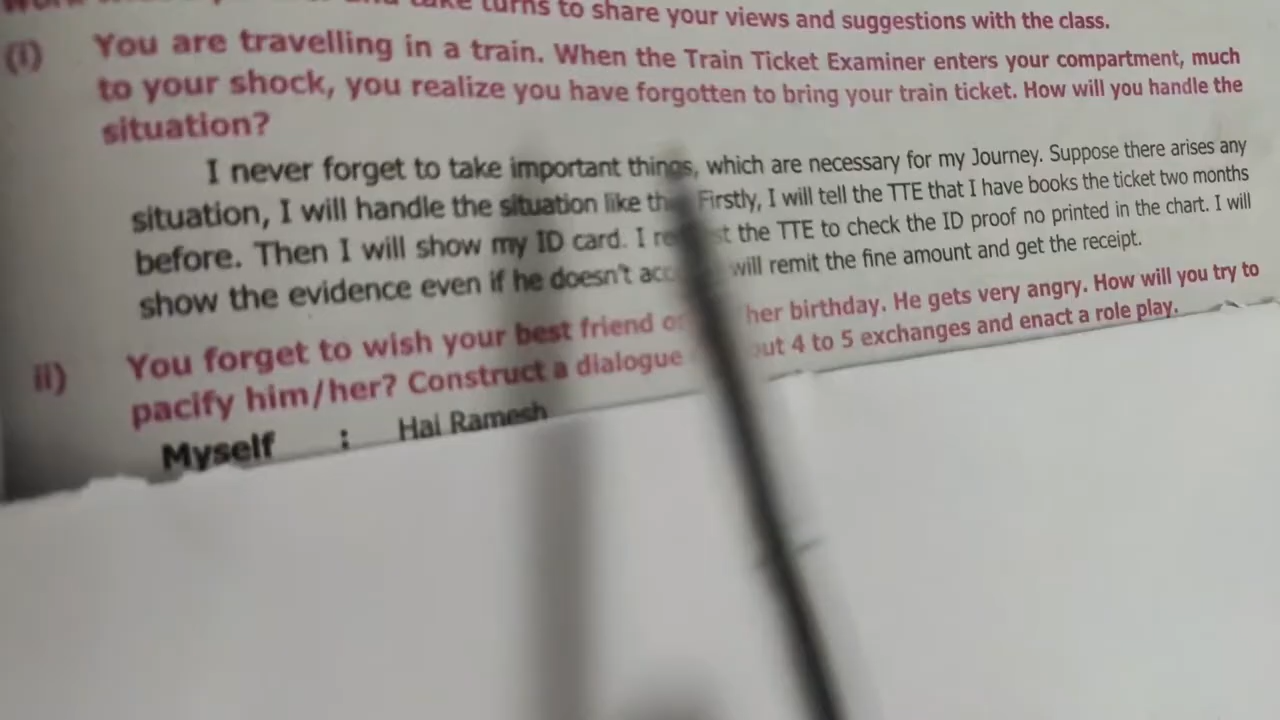 take turns to share your views and suggestions with the class.
(i) You are travelling in a train. When the Train Ticket Examiner enters your compartment, much
to your shock, you realize you have forgotten to bring your train ticket. How will you handle the
situation?
I never forget to take important things, which are necessary for my Journey. Suppose there arises any
situation, I will handle the situation like Firstly, I will tell the TTE that I have books the ticket two months
before. Then I will show my ID card. I the TTE to check the ID proof no printed in the chart. I will
show the evidence even if he doesn't will remit the fine amount and get the receipt.
ii) You forget to wish your best friend her birthday. He gets very angry. How will you try to
pacify him/her? Construct a dialogue 4 to 5 exchanges and enact a role play.
Myself : Hai Ramesh